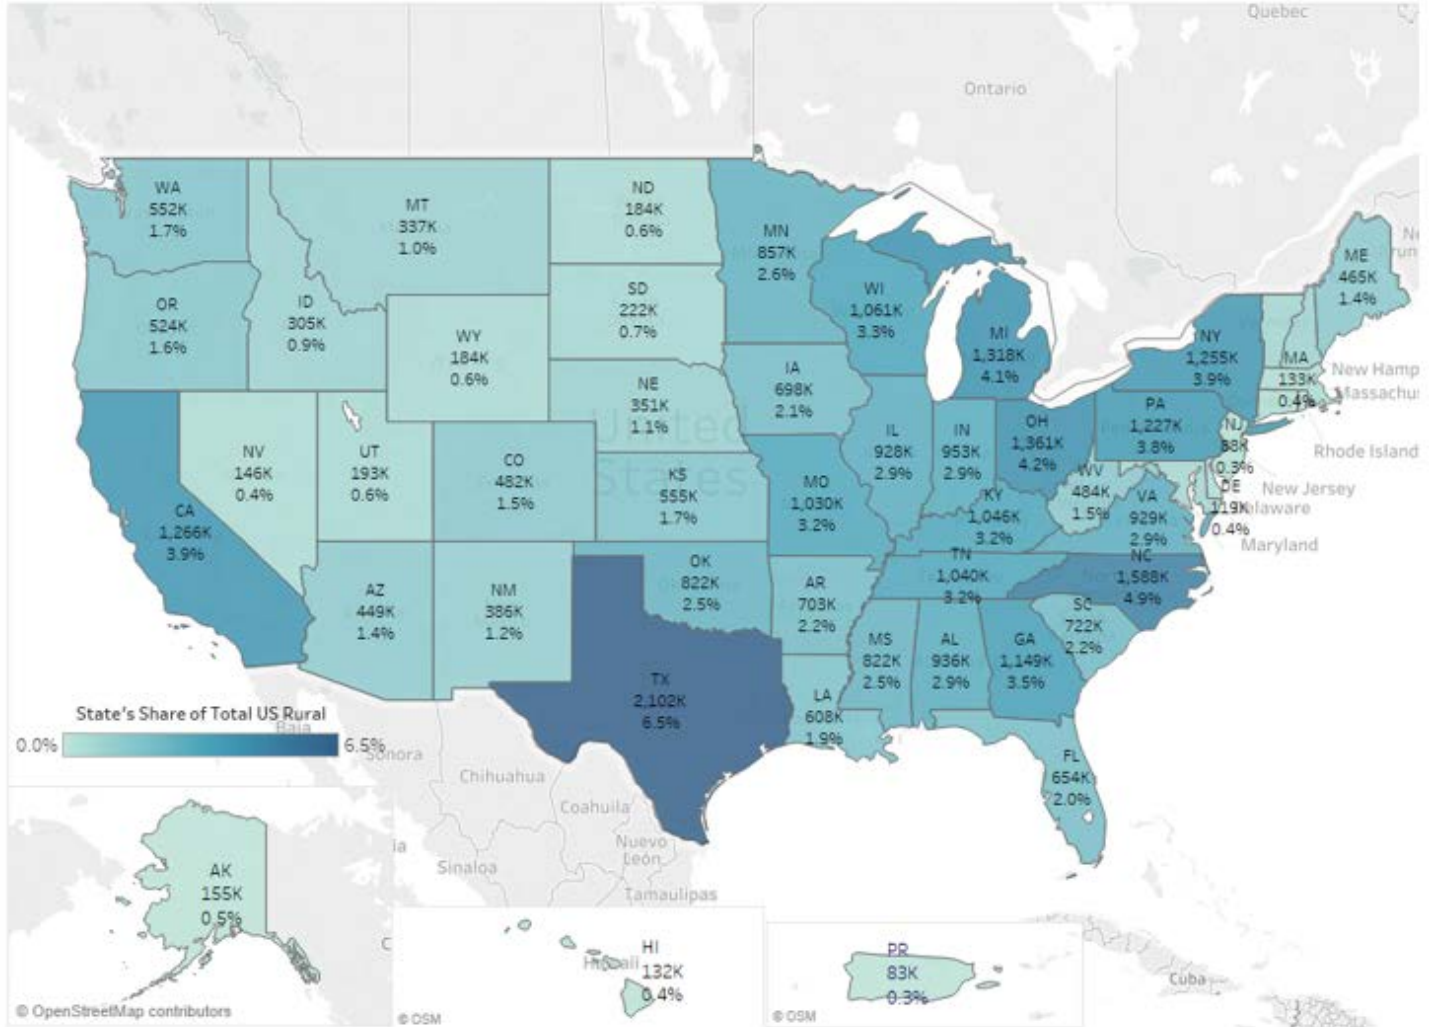 Quebec
Ontario
WA
552K
1.7%
MT
337K
1.0%
ND
184K
0.6%
MN
857K
2.6%
ME
465K
1.4%
OR
524K
1.6%
ID
305K
0.9%
WY
184K
0.6%
SD
222K
0.7%
WI
1,061K
3.3%
MI
1,318K
4.1%
NY
1,255K
3.9%
MA
133K
0.4%
New Hamp
Massachu
Rhode Island
IA
698K
2.1%
NE
351K
1.1%
United
States
NV
146K
0.4%
UT
193K
0.6%
CO
482K
1.5%
KS
555K
1.7%
MO
1,030K
3.2%
IL
928K
2.9%
IN
953K
2.9%
OH
1,361K
4.2%
PA
1,227K
3.8%
NJ
88K
0.3%
New Jersey
DE
119K
0.4%
elaware
Maryland
WV
484K
1.5%
VA
929K
2.9%
KY
1,046K
3.2%
CA
1,266K
3.9%
AZ
449K
1.4%
NM
386K
1.2%
OK
822K
2.5%
AR
703K
2.2%
TN
1,040K
3.2%
NC
1,588K
4.9%
SC
722K
2.2%
MS
822K
2.5%
AL
936K
2.9%
GA
1,149K
3.5%
TX
2,102K
6.5%
LA
608K
1.9%
FL
654K
2.0%
State's Share of Total US Rural
0.0%
6.5%
Baja
Sonora
Chihuahua
Coahuila
Nuevo
León
Sinaloa
Tamaulipas
AK
155K
0.5%
© OpenStreetMap contributors
HI
132K
0.4%
© OSM
PR
83K
0.3%
© OSM
Cuba